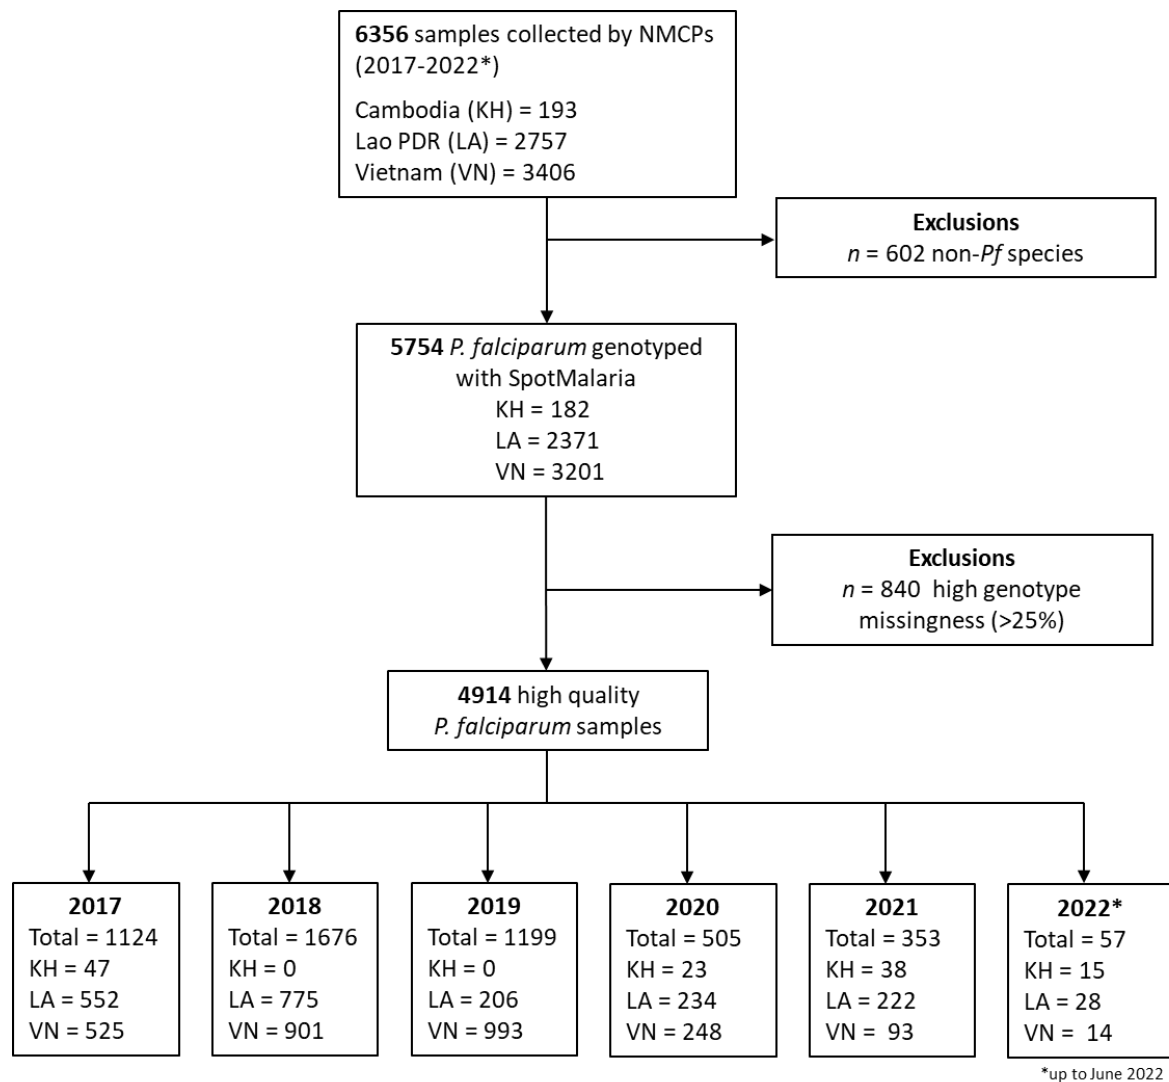 6356 samples collected by NMCPs
(2017-2022*)
Cambodia (KH) = 193
Lao PDR (LA) = 2757
Vietnam (VN) = 3406
Exclusions
n = 602 non-Pf species
5754 P. falciparum genotyped
with SpotMalaria
KH = 182
LA = 2371
VN = 3201
Exclusions
n = 840 high genotype
missingness (>25%)
4914 high quality
P. falciparum samples
2017
Total = 1124
KH = 47
LA = 552
VN = 525
2018
Total = 1676
KH = 0
LA = 775
VN = 901
2019
Total = 1199
KH = 0
LA = 206
VN = 993
2020
Total = 505
KH = 23
LA = 234
VN = 248
2021
Total = 353
KH = 38
LA = 222
VN = 93
2022*
Total = 57
KH = 15
LA = 28
VN = 14
*up to June 2022